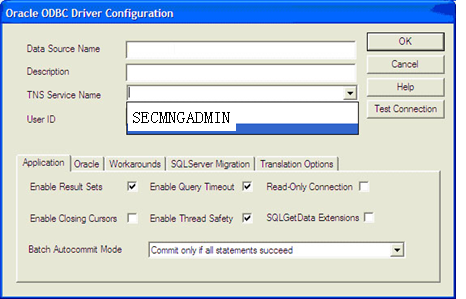 Oracle ODBC Driver Configuration
Data Source Name
OK
Description
Cancel
TNS Service Name
Help
User ID
SECMNGADMIN
Test Connection
Application Oracle Workarounds SQLServer Migration Translation Options
Enable Result Sets Enable Query Timeout Read-Only Connection
Enable Closing Cursors Enable Thread Safety SQLGetData Extensions
Batch Autocommit Mode Commit only if all statements succeed